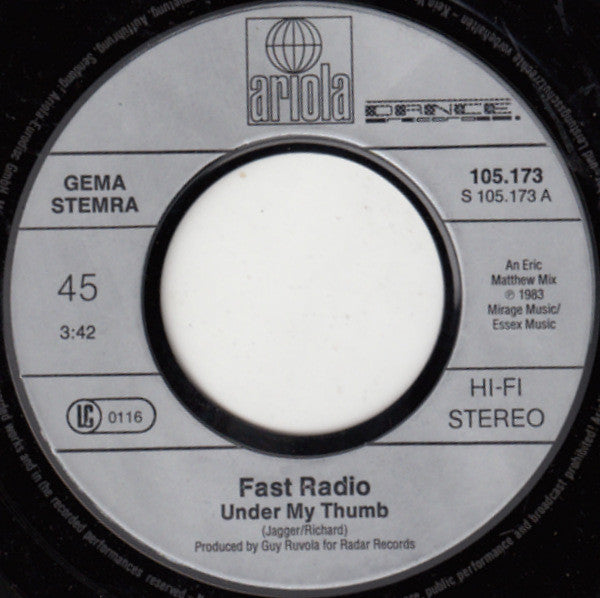 ariola
DANCE
GEMA
STEMRA
105.173
S 105.173 A
45
3:42
An Eric
Matthew Mix
℗ 1983
Mirage Music/
Essex Music
LC 0116
HI-FI
STEREO
Fast Radio
Under My Thumb
(Jagger/Richard)
Produced by Guy Ruvola for Radar Records